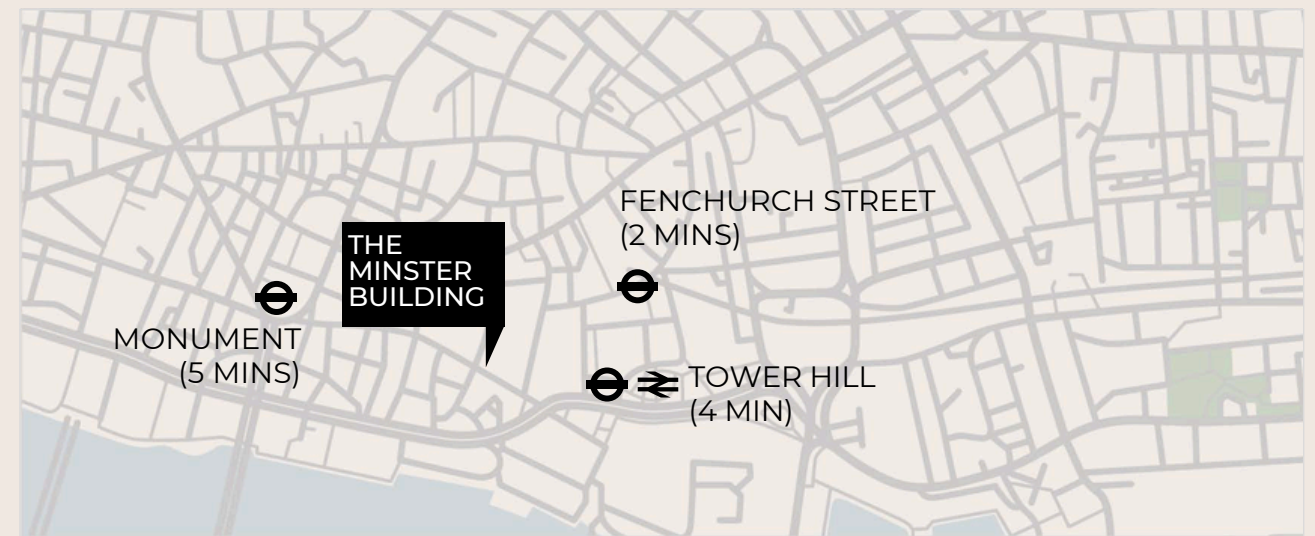 FENCHURCH STREET
(2 MINS)
THE
MINSTER
BUILDING
MONUMENT
(5 MINS)
TOWER HILL
(4 MIN)